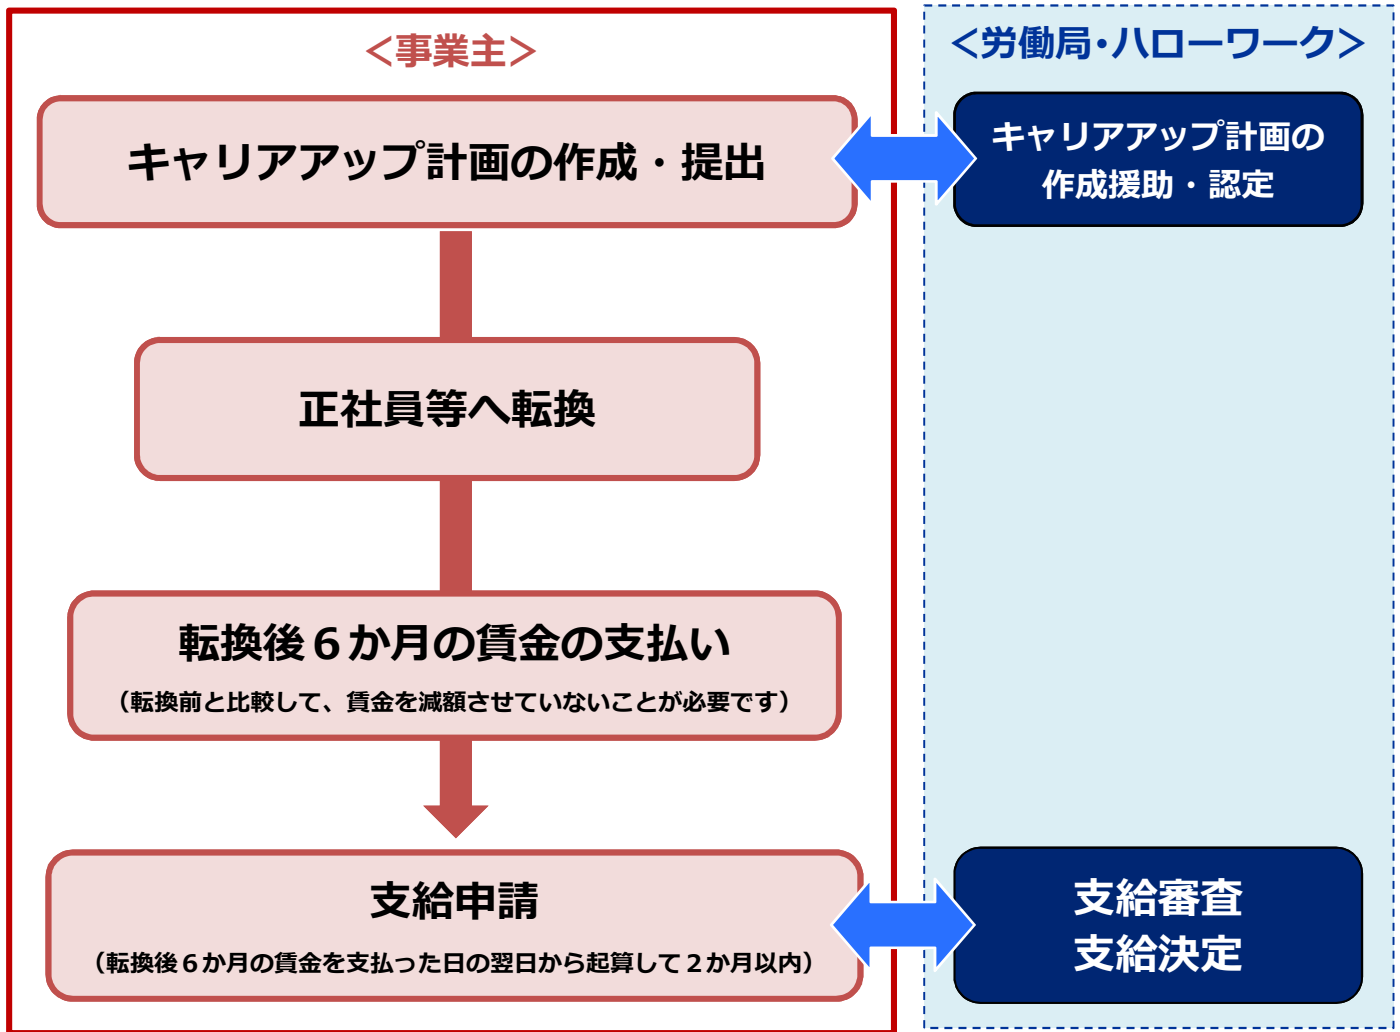 ＜事業主＞
キャリアアップ計画の作成・提出
正社員等へ転換
転換後６か月の賃金の支払い
（転換前と比較して、賃金を減額させていないことが必要です）
支給申請
（転換後６か月の賃金を支払った日の翌日から起算して２か月以内）
＜労働局・ハローワーク＞
キャリアアップ計画の
作成援助・認定
支給審査
支給決定